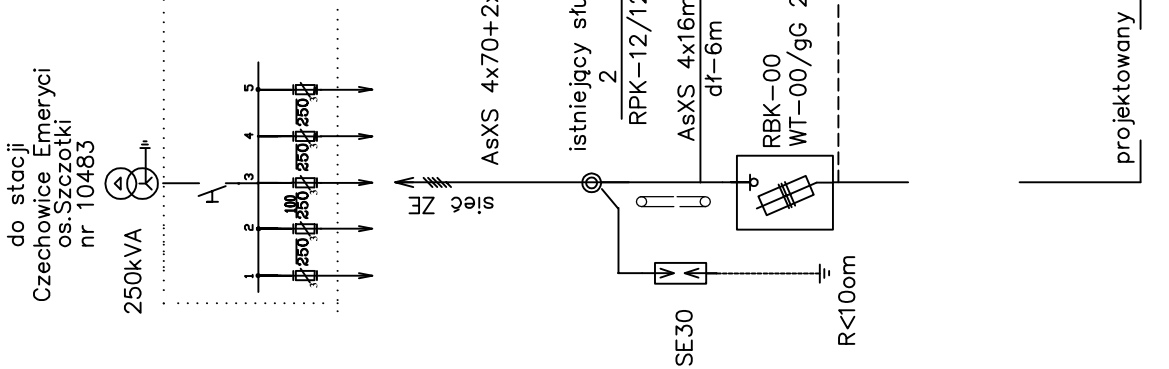 do stacji
Czechowice Emeryci
os.Szczotki
nr 10483
250kVA
1
2
3
4
5
250
250
100
250
250
sieć ZE
AsXS 4x70+2x
istniejący słu
2
RPK-12/12
AsXS 4x16m
dł-6m
RBK-00
WT-00/gG 2
SE30
R<10om
projektowany